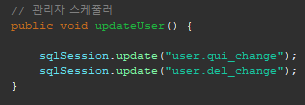 // 관리자 스케쥴러
public void updateUser() {
sqlSession.update("user.qui_change");
sqlSession.update("user.del_change");
}